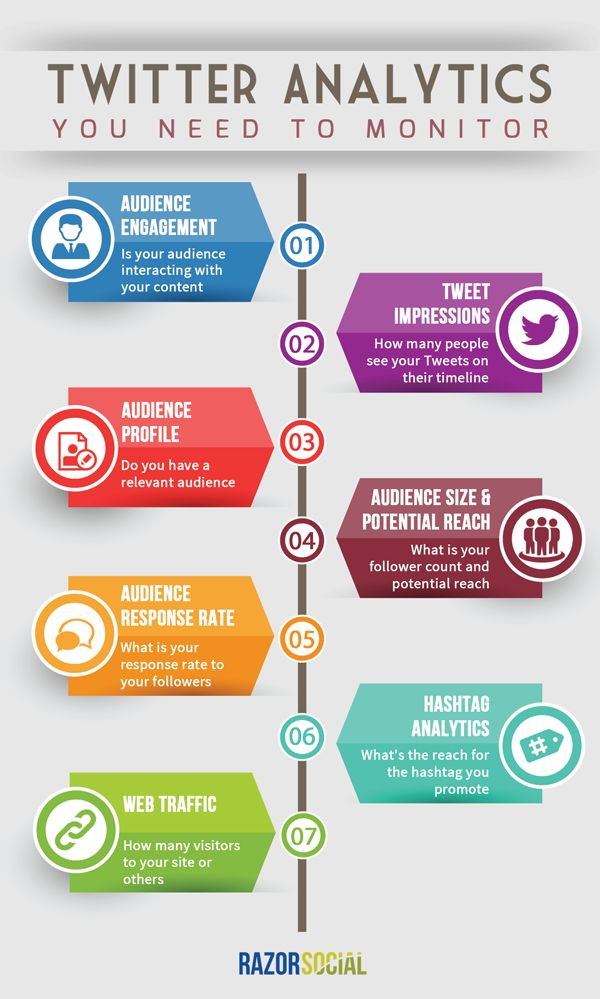 TWITTER ANALYTICS
YOU NEED TO MONITOR
AUDIENCE
ENGAGEMENT
Is your audience
interacting with
your content
01
TWEET
IMPRESSIONS
How many people
see your Tweets on
their timeline
02
AUDIENCE
PROFILE
Do you have a
relevant audience
03
AUDIENCE SIZE &
POTENTIAL REACH
What is your
follower count and
potential reach
04
AUDIENCE
RESPONSE RATE
What is your
response rate to
your followers
05
HASHTAG
ANALYTICS
What's the reach for
the hashtag you
promote
#
06
WEB TRAFFIC
How many visitors
to your site or
others
07
RAZORSOCIAL